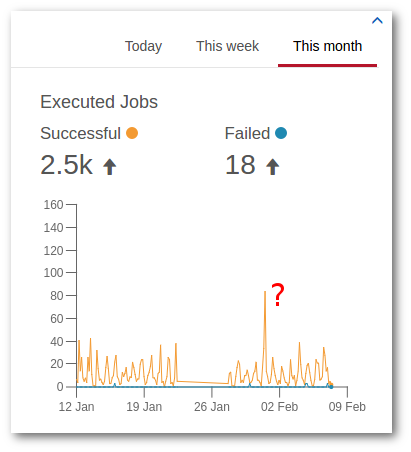 Today This week This month
Executed Jobs
Successful Failed
2.5k 18
160
140
120
100
80
60
40
20
0
?
12 Jan 19 Jan 26 Jan 02 Feb 09 Feb